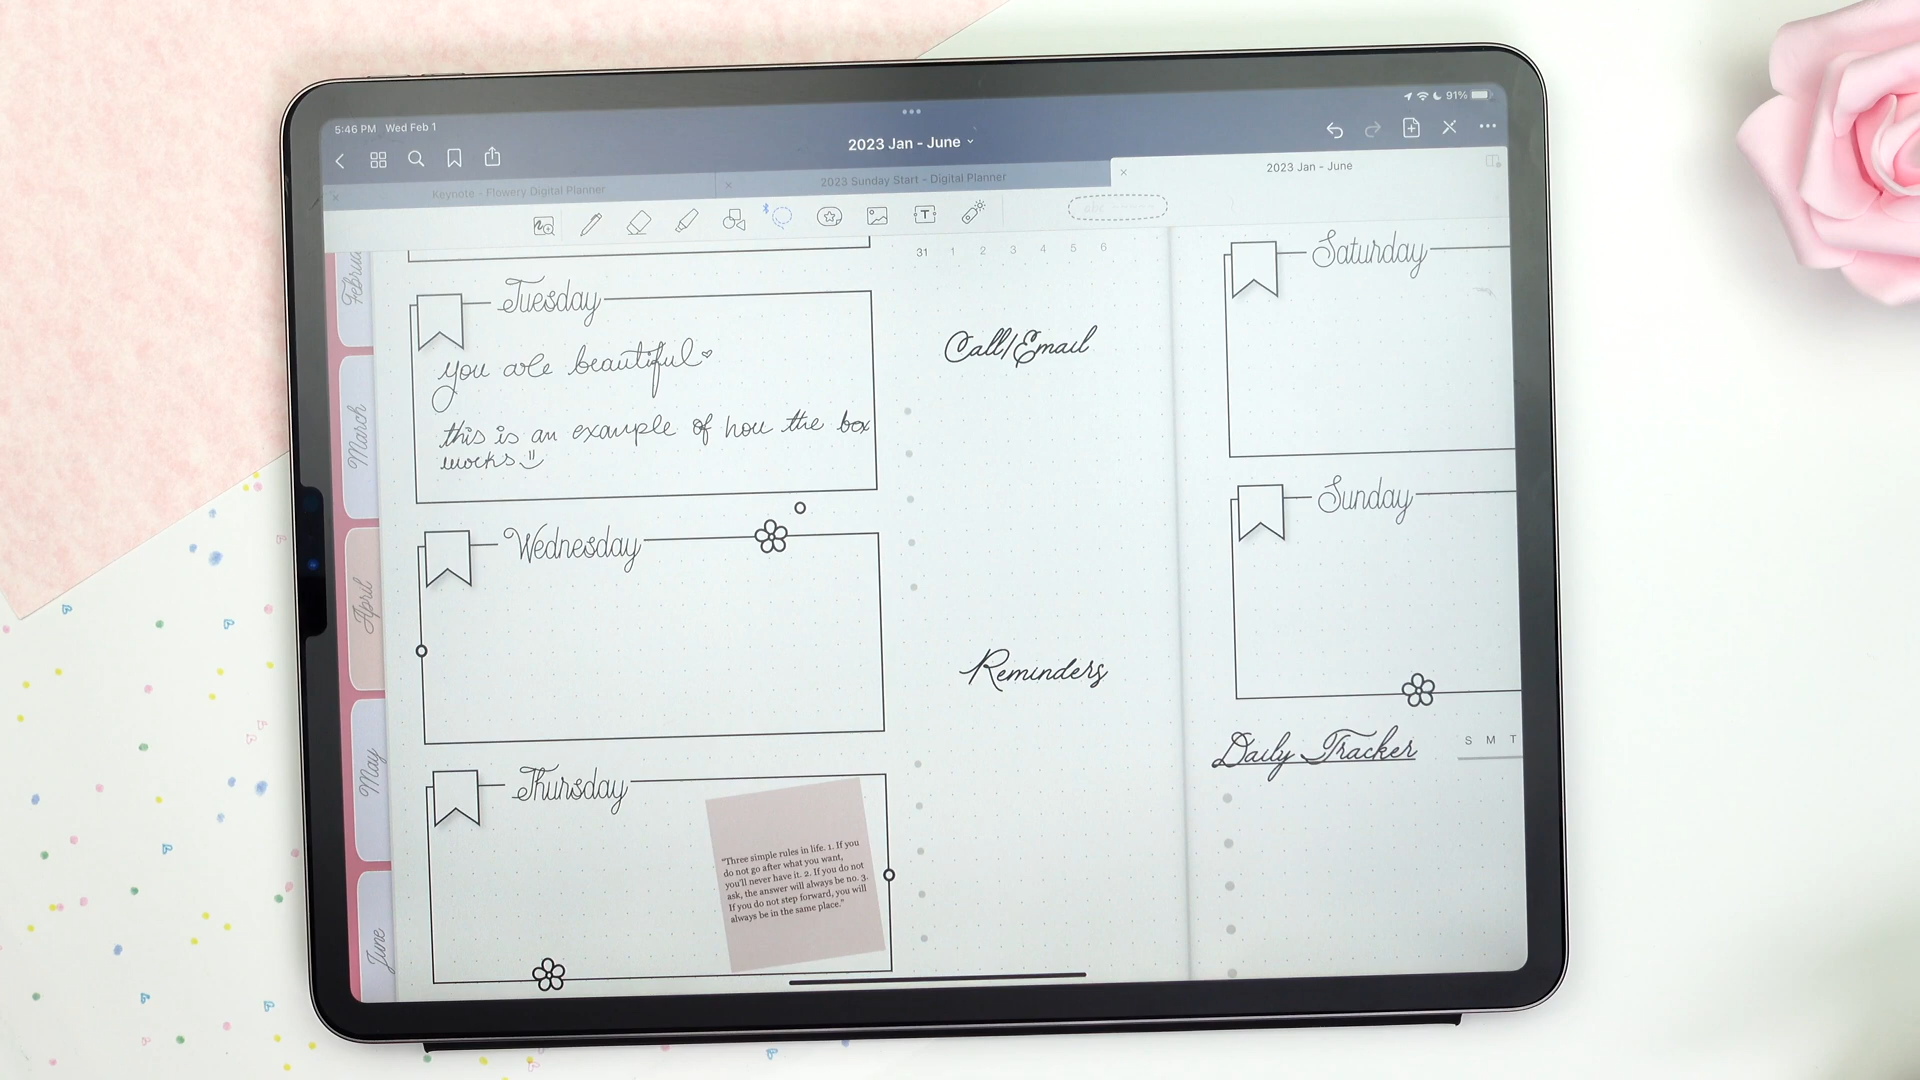 5:46 PM Wed Feb 1
91%
2023 Jan - June
Keynote - Flowery Digital Planner
2023 Sunday Start - Digital Planner
2023 Jan - June
31 1 2 3 4 5 6
March
April
May
June
Tuesday
you are beautiful
this is an example of how the box
works
Wednesday
Thursday
"Three simple rules in life. 1. If you
do not go after what you want,
you'll never have it. 2. If you do not
ask, the answer will always be no. 3.
If you do not step forward, you will
always be in the same place."
Call/Email
Reminders
Saturday
Sunday
Daily Tracker
S M T